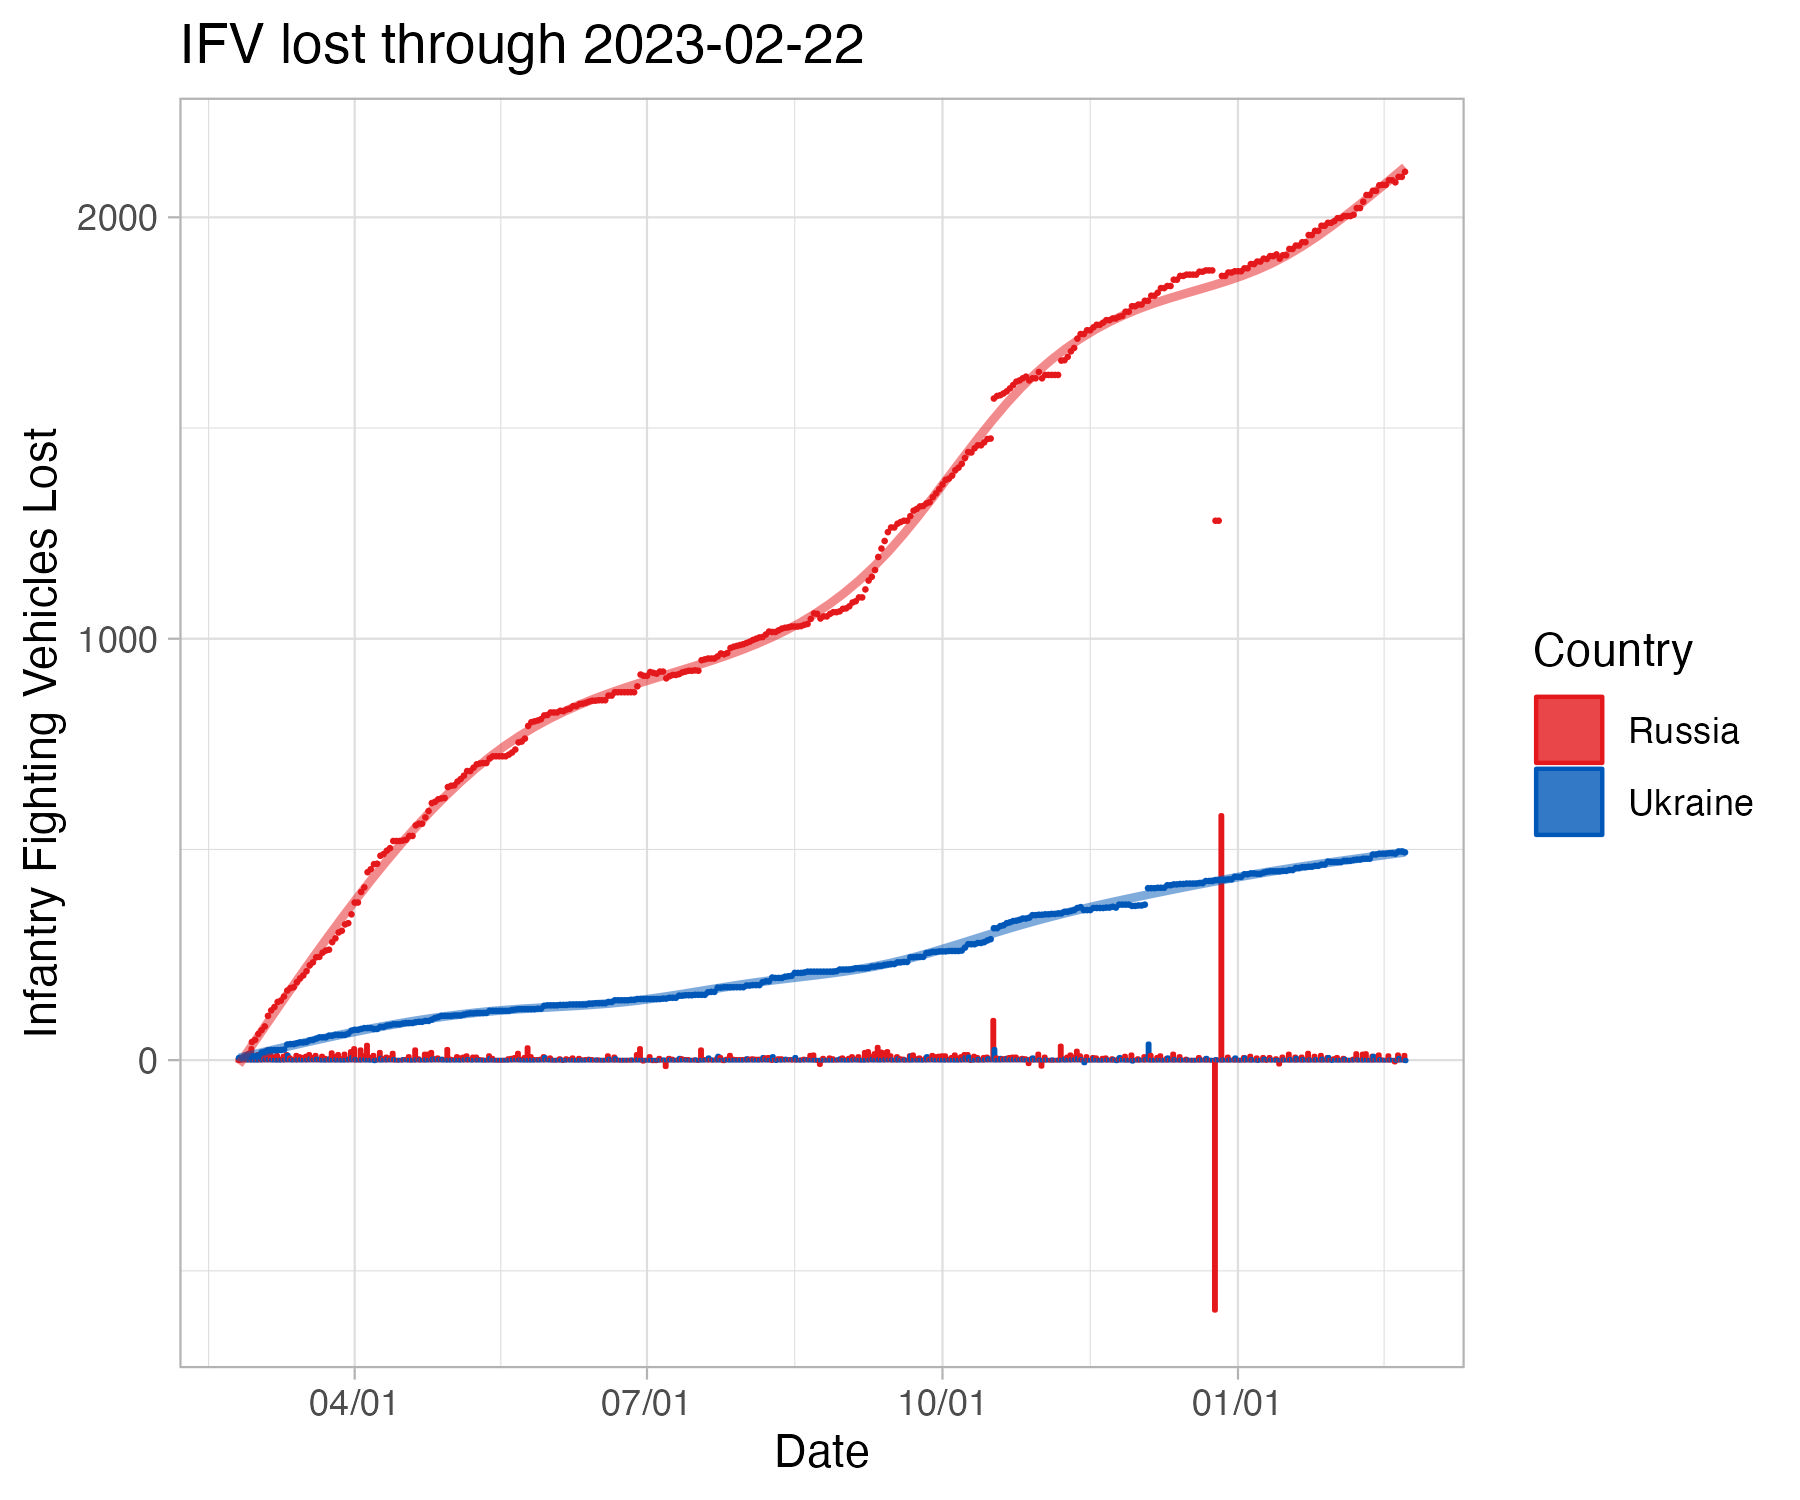 IFV lost through 2023-02-22
Infantry Fighting Vehicles Lost
2000
1000
0
04/01
07/01
10/01
01/01
Date
Country
Russia
Ukraine